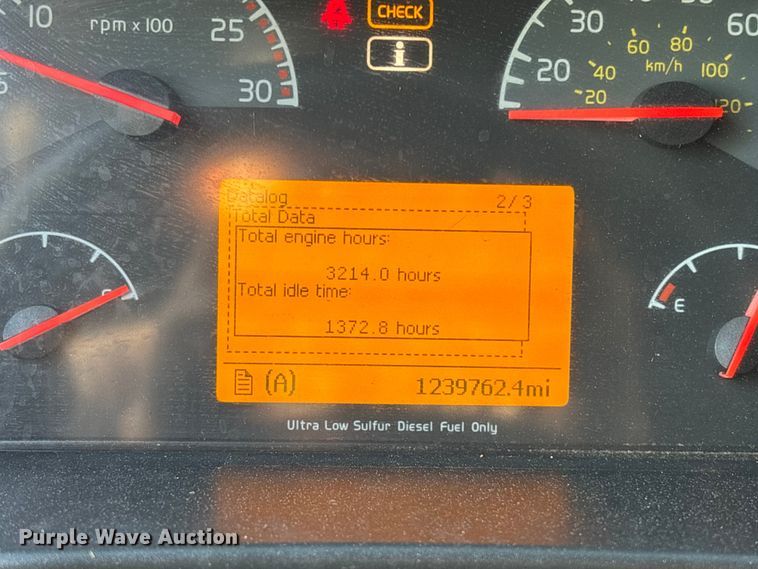 10
rpm x 100
25
30
5
CHECK
i
20
30
60
60
80
km/h
40
100
20
120
Datalog 2/3
Total Data
Total engine hours:
3214.0 hours
Total idle time:
1372.8 hours
(A) 1239762.4mi
E
Ultra Low Sulfur Diesel Fuel Only
Purple Wave Auction